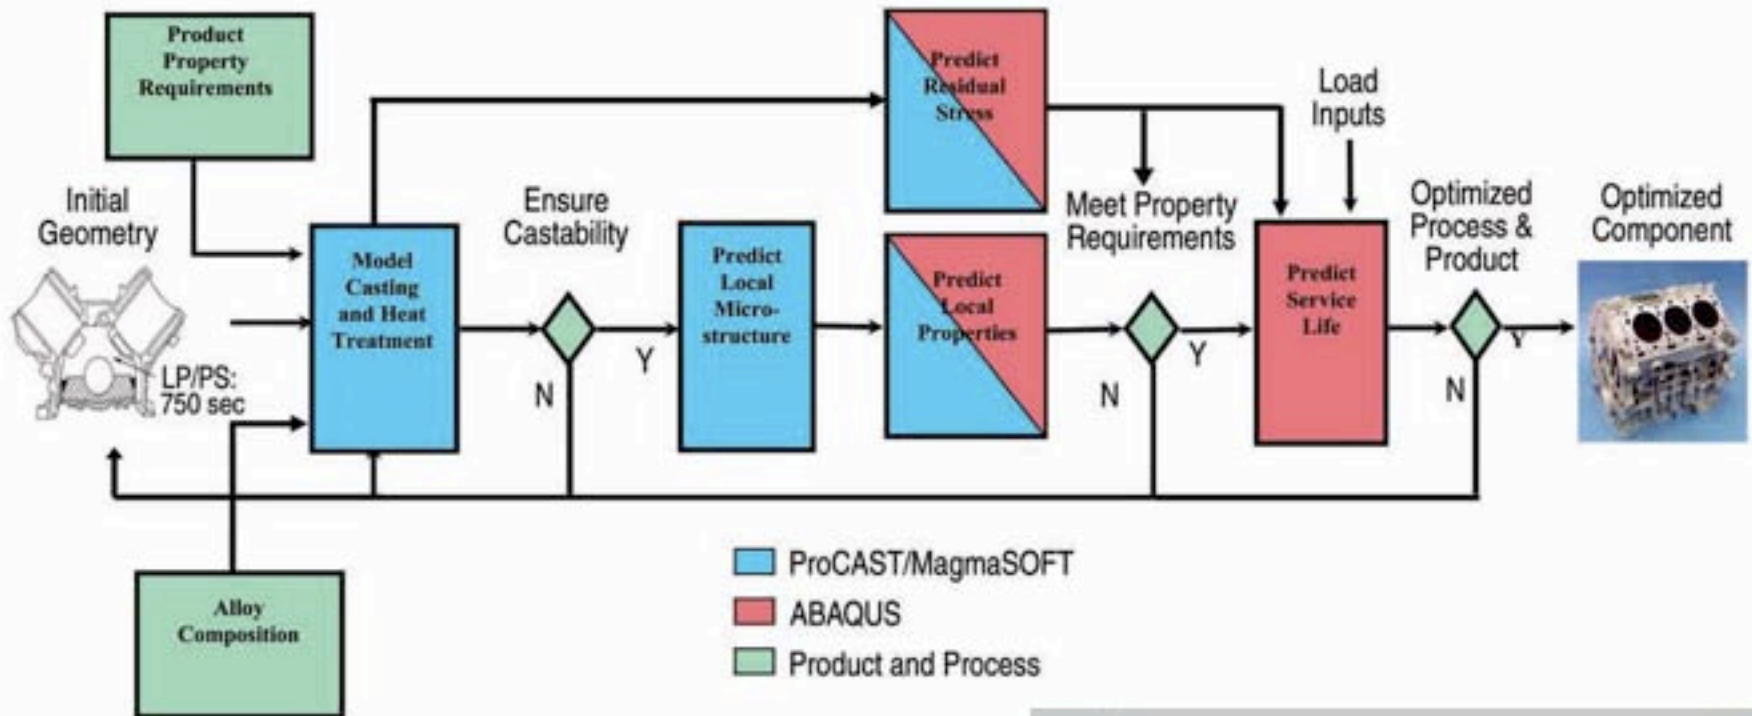 Product
Property
Requirements
Initial
Geometry
LP/PS:
750 sec
Alloy
Composition
Model
Casting
and Heat
Treatment
Ensure
Castability
Y
N
Predict
Local
Micro-
structure
Predict
Residual
Stress
Predict
Local
Properties
Meet Property
Requirements
Y
N
Load
Inputs
Predict
Service
Life
Optimized
Process &
Product
Y
N
Optimized
Component
ProCAST/MagmaSOFT
ABAQUS
Product and Process